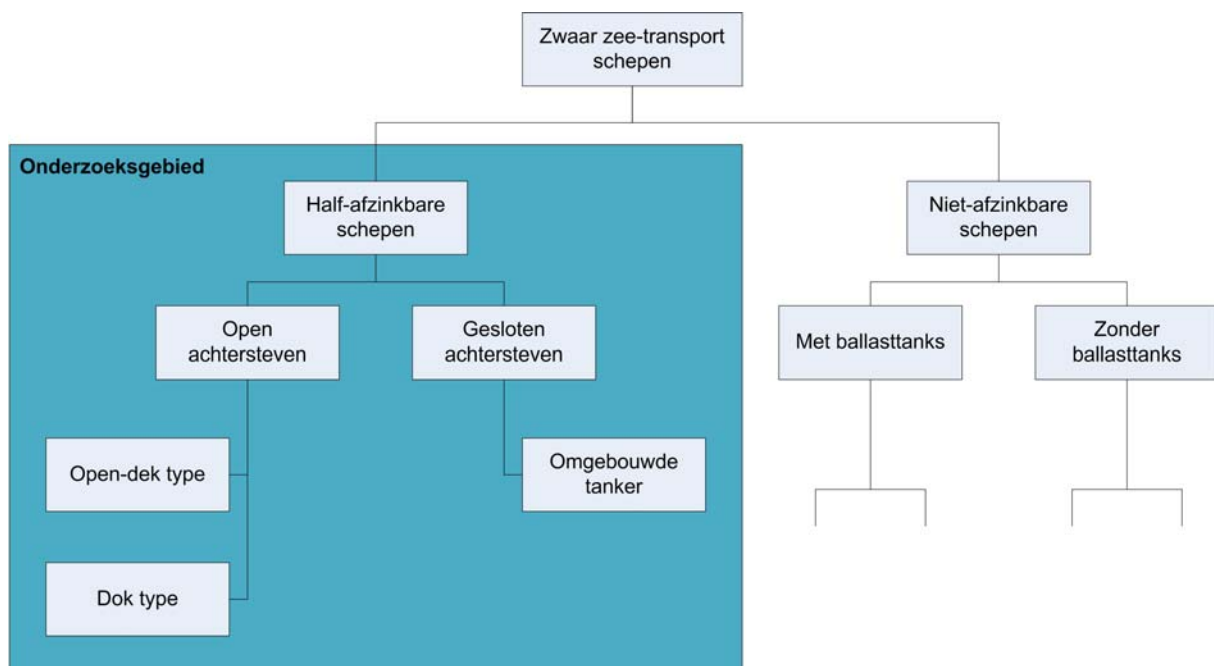 Zwaar zee-transport
schepen
Onderzoeksgebied
Half-afzinkbare
schepen
Niet-afzinkbare
schepen
Open
achtersteven
Gesloten
achtersteven
Met ballasttanks
Zonder
ballasttanks
Open-dek type
Omgebouwde
tanker
Dok type